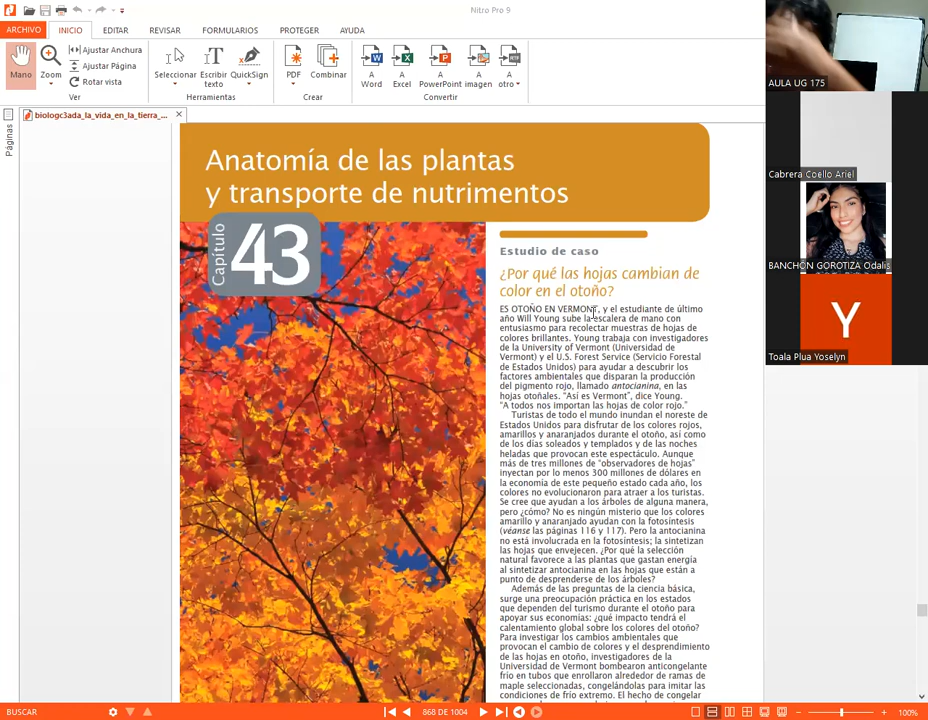 Nitro Pro 9
ARCHIVO
INICIO
EDITAR
REVISAR
FORMULARIOS
PROTEGER
AYUDA
Mano
Zoom
Ajustar Anchura
Ajustar Página
Rotar vista
Ver
Seleccionar
Escribir texto
QuickSign
Herramientas
PDF
Combinar
Crear
A Word
A Excel
A PowerPoint
A imagen
A otro
Convertir
Páginas
biologc3ada_la_vida_en_la_tierra_...
Anatomía de las plantas
y transporte de nutrimentos
Capítulo
43
Estudio de caso
¿Por qué las hojas cambian de
color en el otoño?
ES OTOÑO EN VERMONT, y el estudiante de último
año Will Young sube la escalera de mano con
entusiasmo para recolectar muestras de hojas de
colores brillantes. Young trabaja con investigadores
de la University of Vermont (Universidad de
Vermont) y el U.S. Forest Service (Servicio Forestal
de Estados Unidos) para ayudar a descubrir los
factores ambientales que disparan la producción
del pigmento rojo, llamado antocianina, en las
hojas otoñales. “Así es Vermont”, dice Young.
“A todos nos importan las hojas de color rojo.”
Turistas de todo el mundo inundan el noreste de
Estados Unidos para disfrutar de los colores rojos,
amarillos y anaranjados durante el otoño, así como
de los días soleados y templados y de las noches
heladas que provocan este espectáculo. Aunque
más de tres millones de “observadores de hojas”
inyectan por lo menos 300 millones de dólares en
la economía de este pequeño estado cada año, los
colores no evolucionaron para atraer a los turistas.
Se cree que ayudan a los árboles de alguna manera,
pero ¿cómo? No es ningún misterio que los colores
amarillo y anaranjado ayudan con la fotosíntesis
(véanse las páginas 116 y 117). Pero la antocianina
no está involucrada en la fotosíntesis; la sintetizan
las hojas que envejecen. ¿Por qué la selección
natural favorece a las plantas que gastan energía
al sintetizar antocianina en las hojas que están a
punto de desprenderse de los árboles?
Además de las preguntas de la ciencia básica,
surge una preocupación práctica en los estados
que dependen del turismo durante el otoño para
apoyar sus economías: ¿qué impacto tendrá el
calentamiento global sobre los colores del otoño?
Para investigar los cambios ambientales que
provocan el cambio de colores y el desprendimiento
de las hojas en otoño, investigadores de la
Universidad de Vermont bombearon anticongelante
frío en tubos que enrollaron alrededor de ramas de
maple seleccionadas, congelándolas para imitar las
condiciones de frío extremo. El hecho de congelar
AULA UG 175
Cabrera Coello Ariel
BANCHÓN GOROTIZA Odalis
Y
Toala Plua Yoselyn
BUSCAR
868 DE 1004
100%